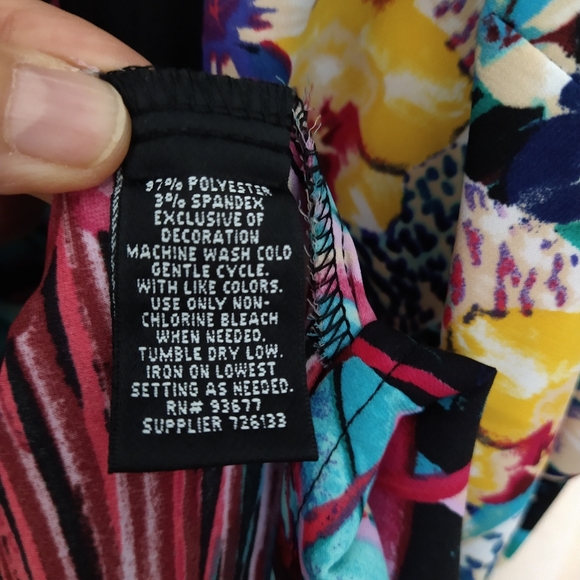 97% POLYESTER
3% SPANDEX
EXCLUSIVE OF
DECORATION
MACHINE WASH COLD
GENTLE CYCLE.
WITH LIKE COLORS.
USE ONLY NON-
CHLORINE BLEACH
WHEN NEEDED.
TUMBLE DRY LOW.
IRON ON LOWEST
SETTING AS NEEDED.
RN# 93677
SUPPLIER 726133